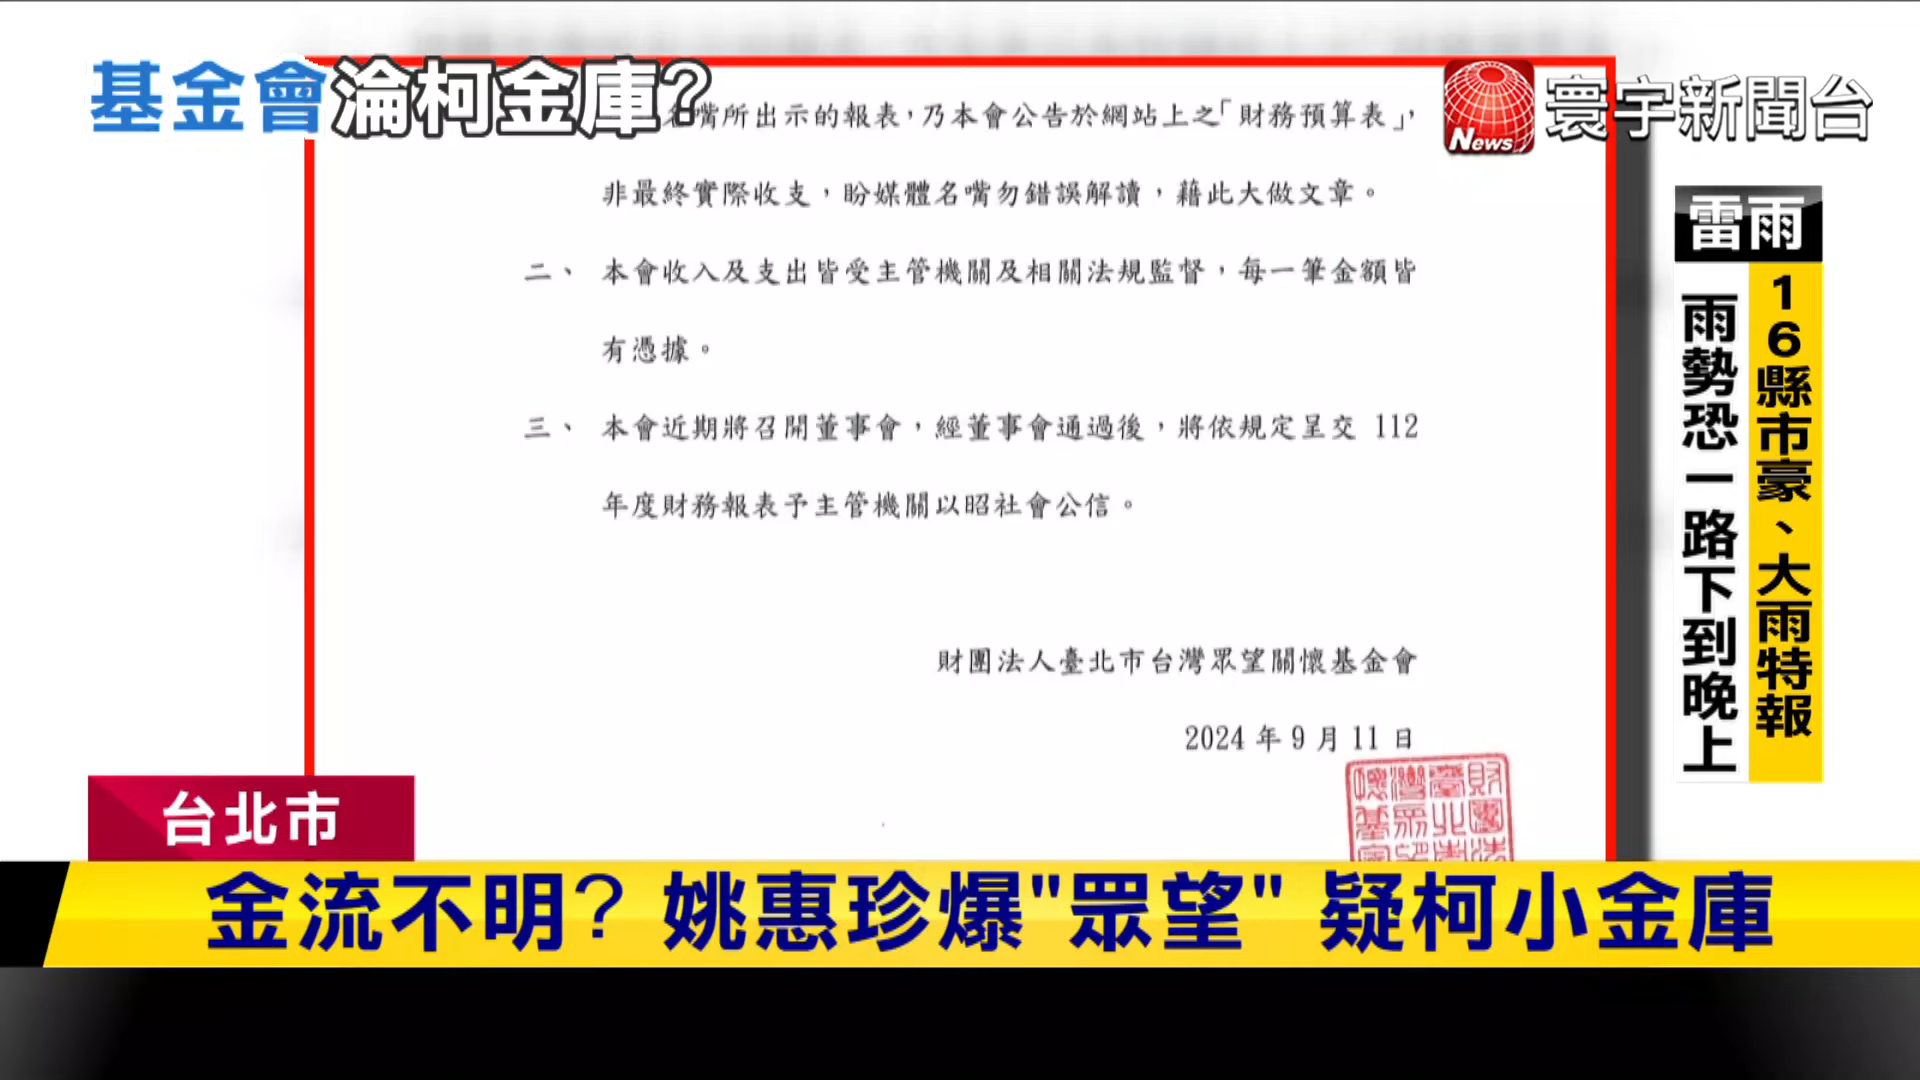 基金會淪柯金庫?
News
寰宇新聞台
名嘴所出示的報表，乃本會公告於網站上之「財務預算表」，
非最終實際收支，盼媒體名嘴勿錯誤解讀，藉此大做文章。
二、 本會收入及支出皆受主管機關及相關法規監督，每一筆金額皆
有憑據。
三、 本會近期將召開董事會，經董事會通過後，將依規定呈交 112
年度財務報表予主管機關以昭社會公信。
財團法人臺北市台灣眾望關懷基金會
2024 年 9 月 11 日
雷雨
16縣市豪、大雨特報
雨勢恐一路下到晚上
台北市
金流不明? 姚惠珍爆"眾望" 疑柯小金庫